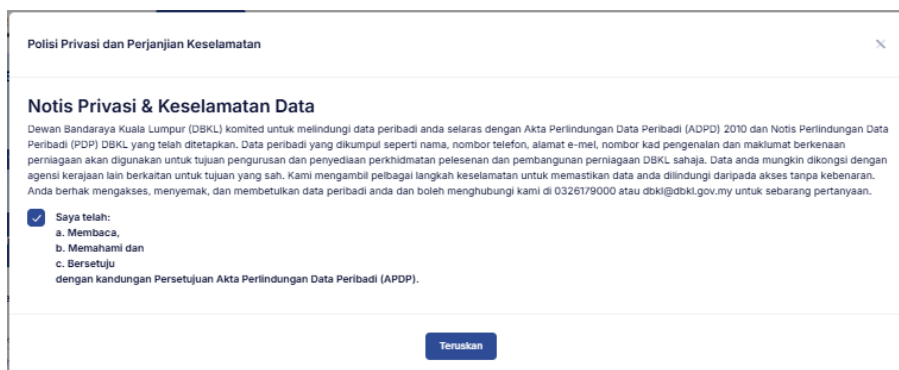 Polisi Privasi dan Perjanjian Keselamatan
Notis Privasi & Keselamatan Data
Dewan Bandaraya Kuala Lumpur (DBKL) komited untuk melindungi data peribadi anda selaras dengan Akta Perlindungan Data Peribadi (ADPD) 2010 dan Notis Perlindungan Data
Peribadi (PDP) DBKL yang telah ditetapkan. Data peribadi yang dikumpul seperti nama, nombor telefon, alamat e-mel, nombor kad pengenalan dan maklumat berkenaan
perniagaan akan digunakan untuk tujuan pengurusan dan penyediaan perkhidmatan pelesenan dan pembangunan perniagaan DBKL sahaja. Data anda mungkin dikongsi dengan
agensi kerajaan lain berkaitan untuk tujuan yang sah. Kami mengambil pelbagai langkah keselamatan untuk memastikan data anda dilindungi daripada akses tanpa kebenaran.
Anda berhak mengakses, menyemak, dan membetulkan data peribadi anda dan boleh menghubungi kami di 0326179000 atau dbkl@dbkl.gov.my untuk sebarang pertanyaan.
Saya telah:
a. Membaca,
b. Memahami dan
c. Bersetuju
dengan kandungan Persetujuan Akta Perlindungan Data Peribadi (APDP).
Teruskan